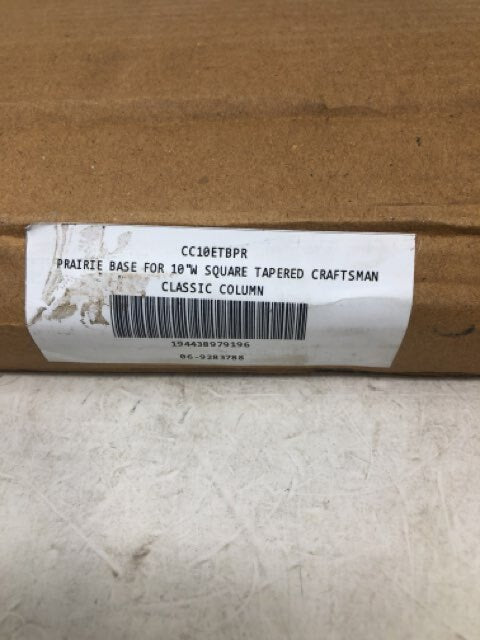 CC10ETBPR
PRAIRIE BASE FOR 10"W SQUARE TAPERED CRAFTSMAN
CLASSIC COLUMN
194438979196
06-9283788